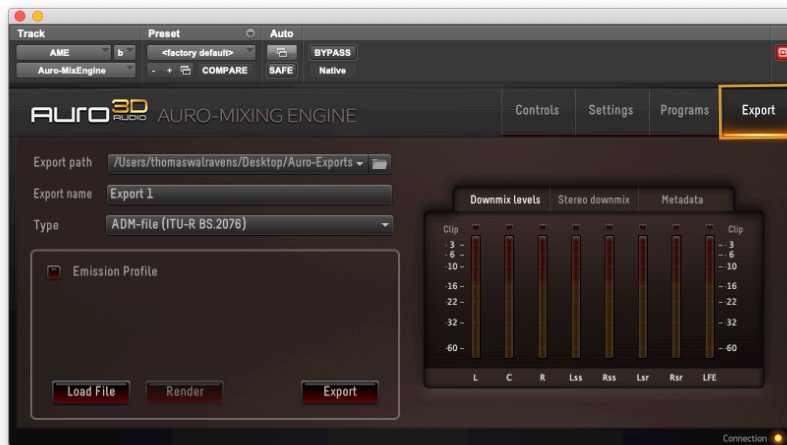 Track Preset Auto
AME b <factory default> BYPASS
Auro-MixEngine - + COMPARE SAFE Native
AURO 3D AUDIO AURO-MIXING ENGINE Controls Settings Programs Export
Export path /Users/thomaswalravens/Desktop/Auro-Exports
Export name Export 1
Type ADM-file (ITU-R BS.2076)
Emission Profile
Load File Render Export
Downmix levels Stereo downmix Metadata
Clip Clip
-3 -3
-6 -6
-10 -10
-16 -16
-22 -22
-32 -32
-60 -60
L C R Lss Rss Lsr Rsr LFE
Connection